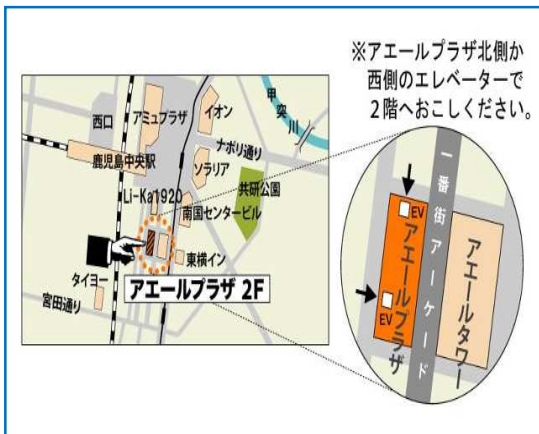 ※アエールプラザ北側か
西側のエレベーターで
2階へおこしください。
甲突川
イオン
アミュプラザ
西口
ナポリ通り
鹿児島中央駅
ソラリア
共研公園
Li-Ka1920
南国センタービル
東横イン
タイヨー
アエールプラザ 2F
宮田通り
一番街アーケード
EV
アエールプラザ
EV
アエールタワー